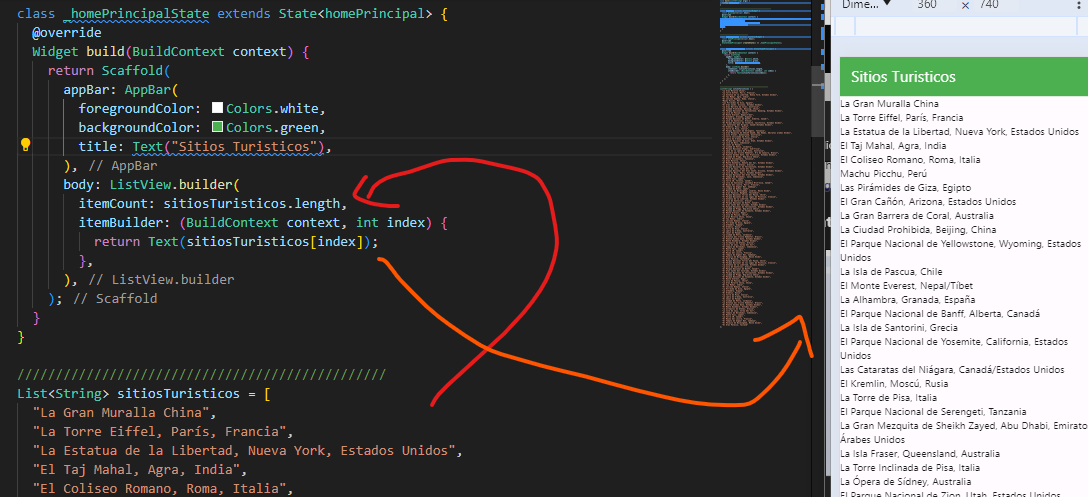 class _homePrincipalState extends State<homePrincipal> {
@override
Widget build(BuildContext context) {
return Scaffold(
appBar: AppBar(
foregroundColor: Colors.white,
backgroundColor: Colors.green,
title: Text("Sitios Turisticos"),
), // AppBar
body: ListView.builder(
itemCount: sitiosTuristicos.length,
itemBuilder: (BuildContext context, int index) {
return Text(sitiosTuristicos[index]);
},
), // ListView.builder
); // Scaffold
}
}
////////////////////////////////////////////////
List<String> sitiosTuristicos = [
"La Gran Muralla China",
"La Torre Eiffel, París, Francia",
"La Estatua de la Libertad, Nueva York, Estados Unidos",
"El Taj Mahal, Agra, India",
"El Coliseo Romano, Roma, Italia",
Dime... ▼ 360 × 740
Sitios Turisticos
La Gran Muralla China
La Torre Eiffel, París, Francia
La Estatua de la Libertad, Nueva York, Estados Unidos
El Taj Mahal, Agra, India
El Coliseo Romano, Roma, Italia
Machu Picchu, Perú
Las Pirámides de Giza, Egipto
El Gran Cañón, Arizona, Estados Unidos
La Gran Barrera de Coral, Australia
La Ciudad Prohibida, Beijing, China
El Parque Nacional de Yellowstone, Wyoming, Estados
Unidos
La Isla de Pascua, Chile
El Monte Everest, Nepal/Tíbet
La Alhambra, Granada, España
El Parque Nacional de Banff, Alberta, Canadá
La Isla de Santorini, Grecia
El Parque Nacional de Yosemite, California, Estados
Unidos
Las Cataratas del Niágara, Canadá/Estados Unidos
El Kremlin, Moscú, Rusia
La Torre de Pisa, Italia
El Parque Nacional de Serengeti, Tanzania
La Gran Mezquita de Sheikh Zayed, Abu Dhabi, Emirato
Árabes Unidos
La Isla Fraser, Queensland, Australia
La Torre Inclinada de Pisa, Italia
La Ópera de Sídney, Australia
El Parque Nacional de Zion, Utah, Estados Unidos